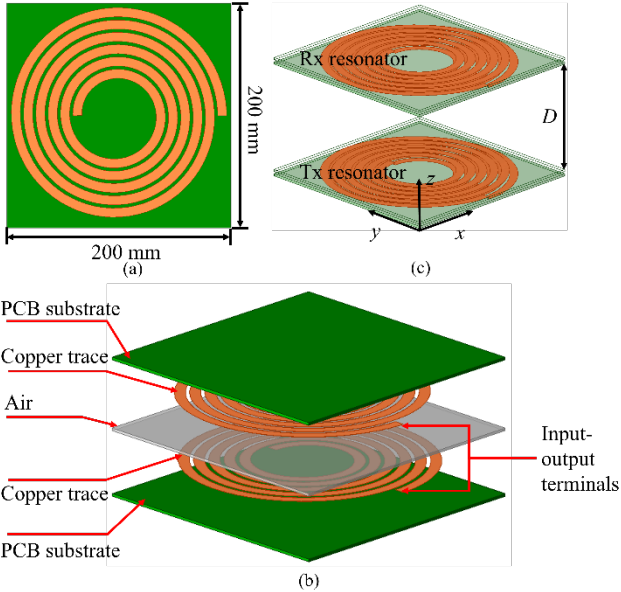 200 mm
200 mm
(a)
Rx resonator
Tx resonator
D
z
y
x
(c)
PCB substrate
Copper trace
Air
Copper trace
PCB substrate
Input-
output
terminals
(b)